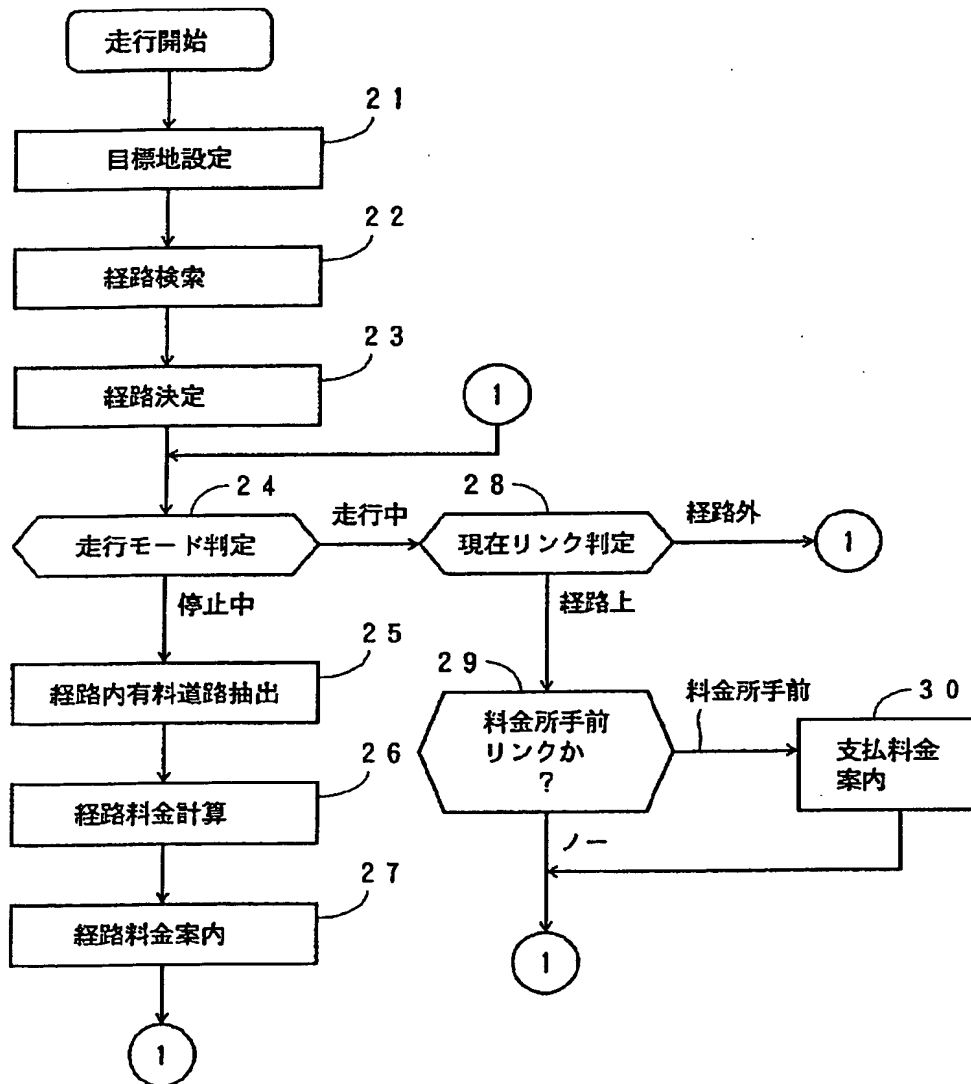 走行開始
21
目標地設定
22
経路検索
23
経路決定
1
24
走行モード判定
走行中
28
現在リンク判定
経路外
1
停止中
経路上
25
経路内有料道路抽出
29
料金所手前
リンクか
?
料金所手前
30
支払料金
案内
26
経路料金計算
ノー
27
経路料金案内
1
1